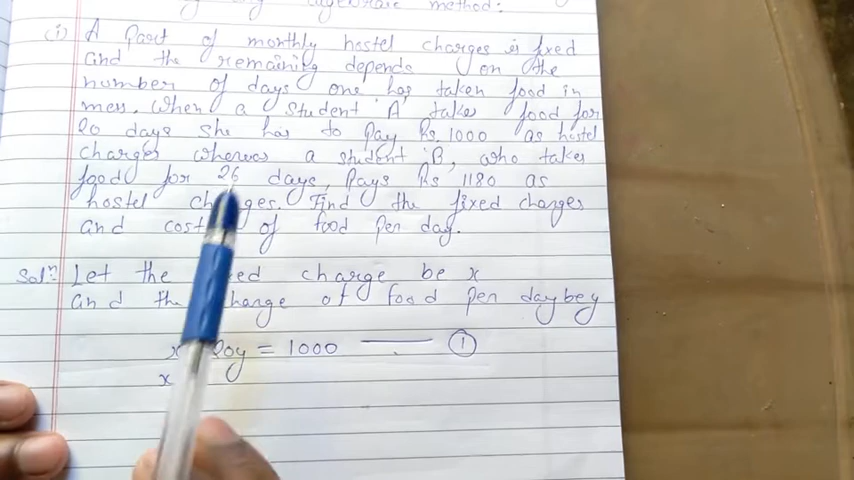 algebraic method:
(i) A part of monthly hostel charges is fixed
and the remaining depends on the
number of days one has taken food in
mess. When a student 'A' takes food for
20 days she has to pay Rs. 1000 as hostel
charges whereas a student 'B', who takes
food for 26 days, pays Rs 1180 as
hostel charges. Find the fixed charges
and cost of food per day.
Solⁿ Let the charge be x
and the charge of food per day be y
x 20y = 1000 —— ①
x